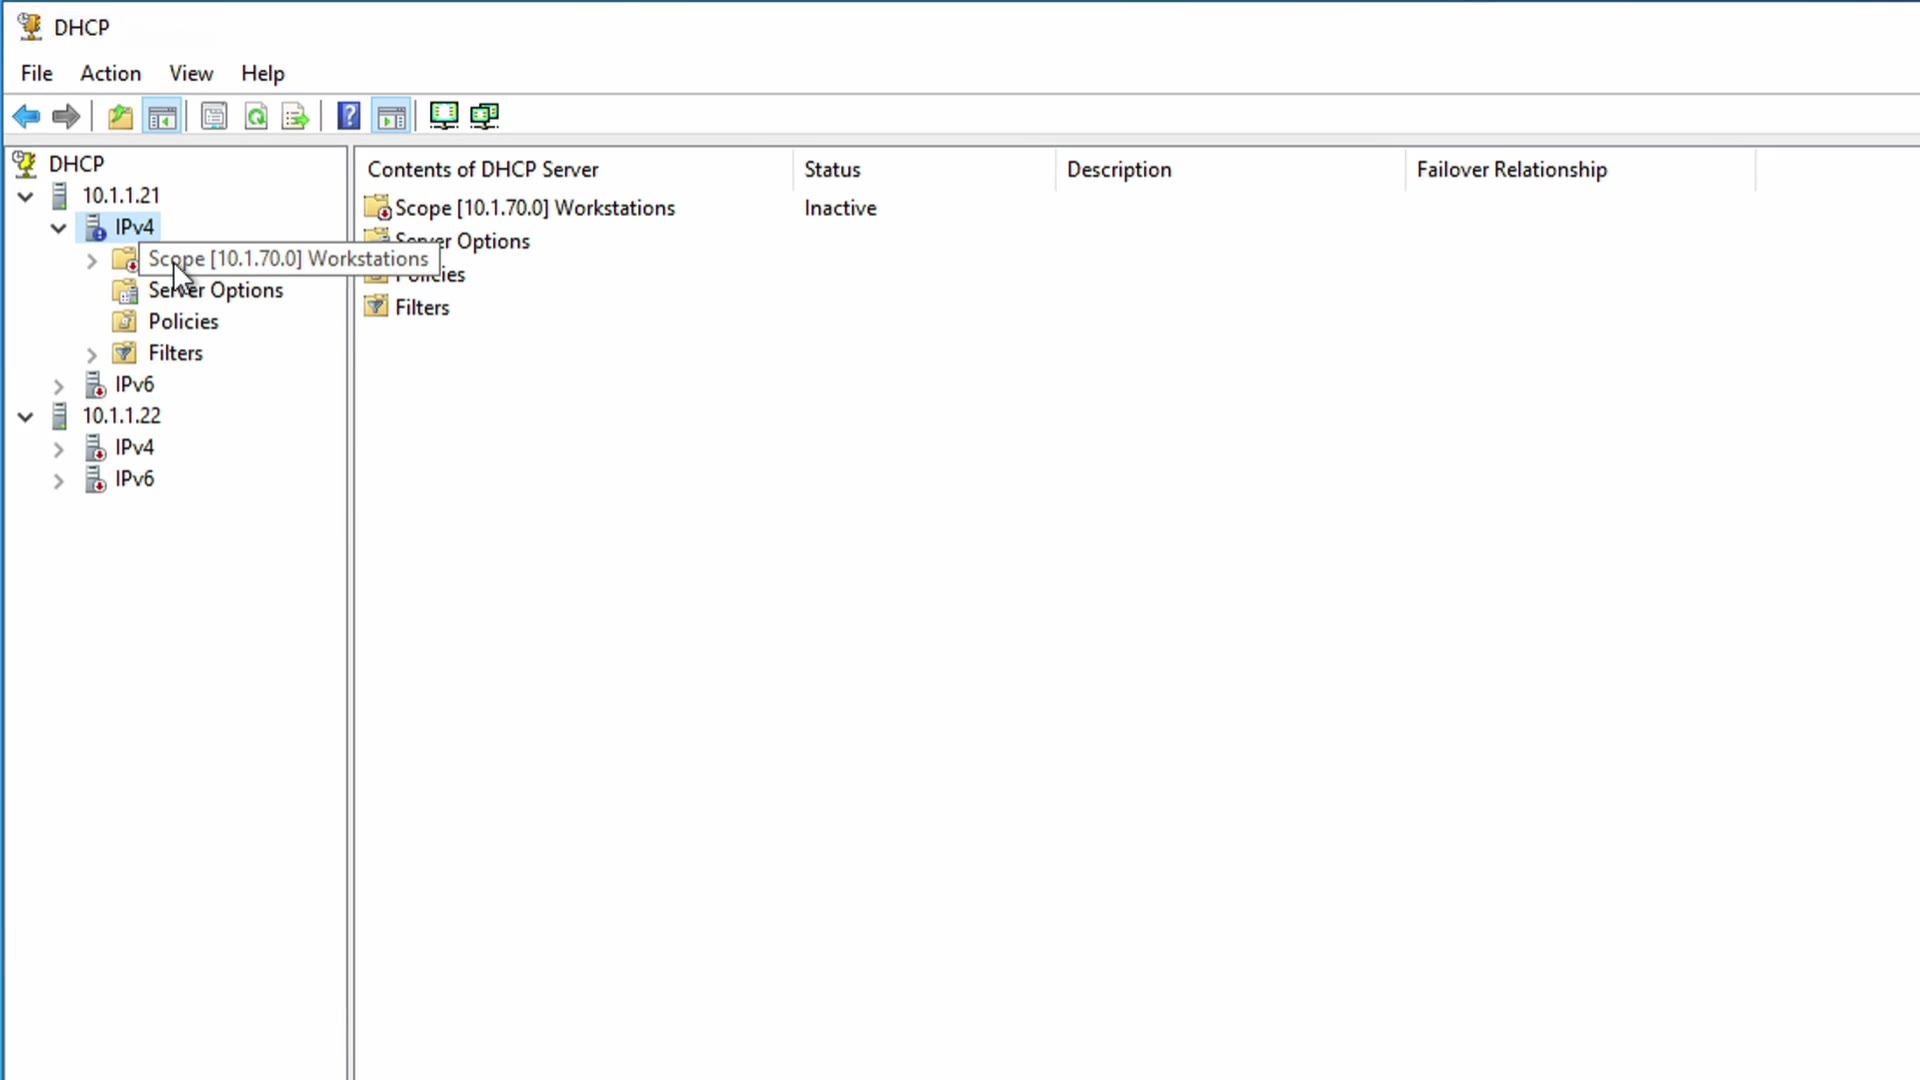 DHCP
File Action View Help
DHCP
10.1.1.21
IPv4
Scope [10.1.70.0] Workstations
Server Options
Policies
Filters
IPv6
10.1.1.22
IPv4
IPv6
Contents of DHCP Server Status Description Failover Relationship
Scope [10.1.70.0] Workstations Inactive
Server Options
Policies
Filters